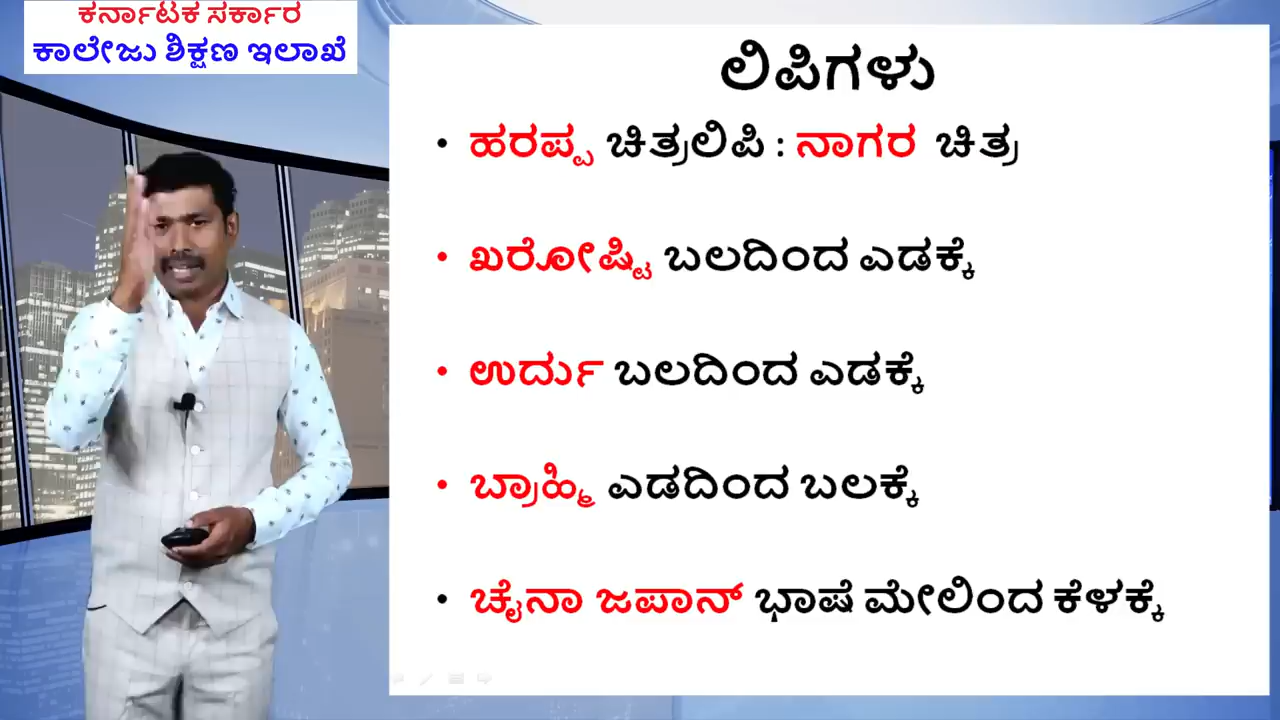 ಕರ್ನಾಟಕ ಸರ್ಕಾರ
ಕಾಲೇಜು ಶಿಕ್ಷಣ ಇಲಾಖೆ
ಲಿಪಿಗಳು
• ಹರಪ್ಪ ಚಿತ್ರಲಿಪಿ : ನಾಗರ ಚಿತ್ರ
• ಖರೋಷ್ಟಿ ಬಲದಿಂದ ಎಡಕ್ಕೆ
• ಉರ್ದು ಬಲದಿಂದ ಎಡಕ್ಕೆ
• ಬ್ರಾಹ್ಮಿ ಎಡದಿಂದ ಬಲಕ್ಕೆ
• ಚೈನಾ ಜಪಾನ್ ಭಾಷೆ ಮೇಲಿಂದ ಕೆಳಕ್ಕೆ